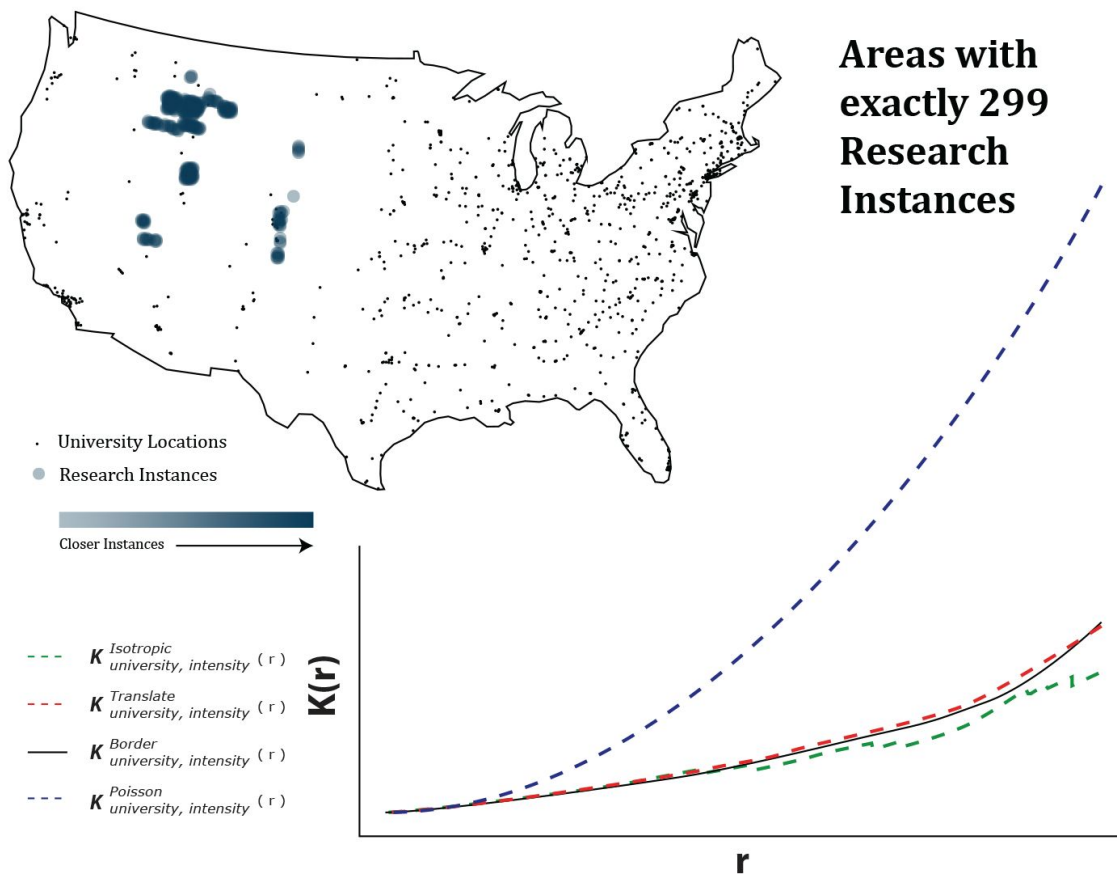 Areas with
exactly 299
Research
Instances
University Locations
Research Instances
Closer Instances
K Isotropic university, intensity ( r )
K Translate university, intensity ( r )
K Border university, intensity ( r )
K Poisson university, intensity ( r )
K(r)
r